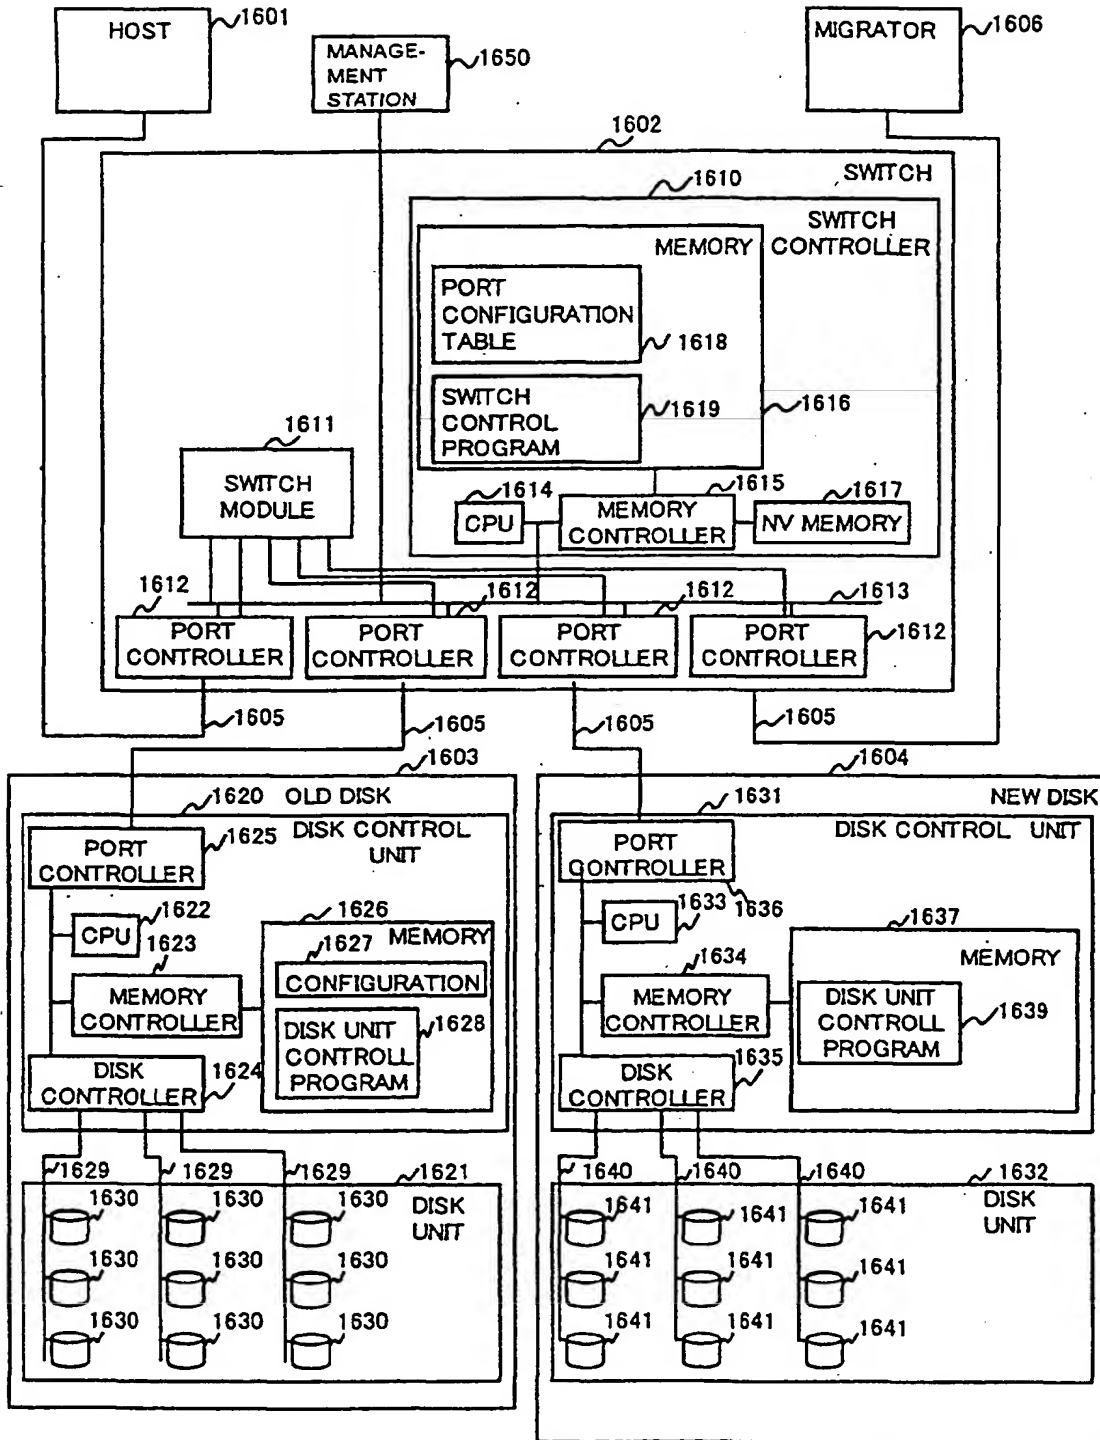 HOST
1601
MANAGE-
MENT
STATION
1650
MIGRATOR
1606
1602
SWITCH
1610
SWITCH
CONTROLLER
MEMORY
PORT
CONFIGURATION
TABLE
1618
SWITCH
CONTROL
PROGRAM
1619
1616
1611
SWITCH
MODULE
1614
CPU
1615
MEMORY
CONTROLLER
1617
NV MEMORY
1612
1612
1612
1613
PORT
CONTROLLER
PORT
CONTROLLER
PORT
CONTROLLER
PORT
CONTROLLER
1612
1605
1605
1605
1605
1603
OLD DISK
1620
DISK CONTROL
UNIT
PORT
CONTROLLER
1625
CPU
1622
1623
MEMORY
CONTROLLER
1626
MEMORY
1627
CONFIGURATION
DISK UNIT
CONTROLL
PROGRAM
1628
DISK
CONTROLLER
1624
1629
1629
1629
1621
DISK
UNIT
1630
1630
1630
1630
1630
1630
1630
1630
1630
1604
NEW DISK
1631
DISK CONTROL UNIT
PORT
CONTROLLER
1636
CPU
1633
1634
MEMORY
CONTROLLER
1637
MEMORY
DISK UNIT
CONTROLL
PROGRAM
1639
DISK
CONTROLLER
1635
1640
1640
1640
1632
DISK
UNIT
1641
1641
1641
1641
1641
1641
1641
1641
1641